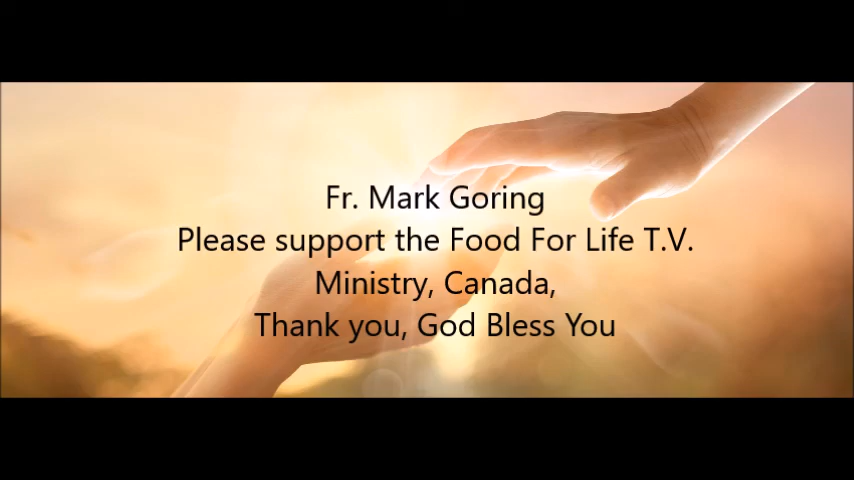 Fr. Mark Goring
Please support the Food For Life T.V.
Ministry, Canada,
Thank you, God Bless You